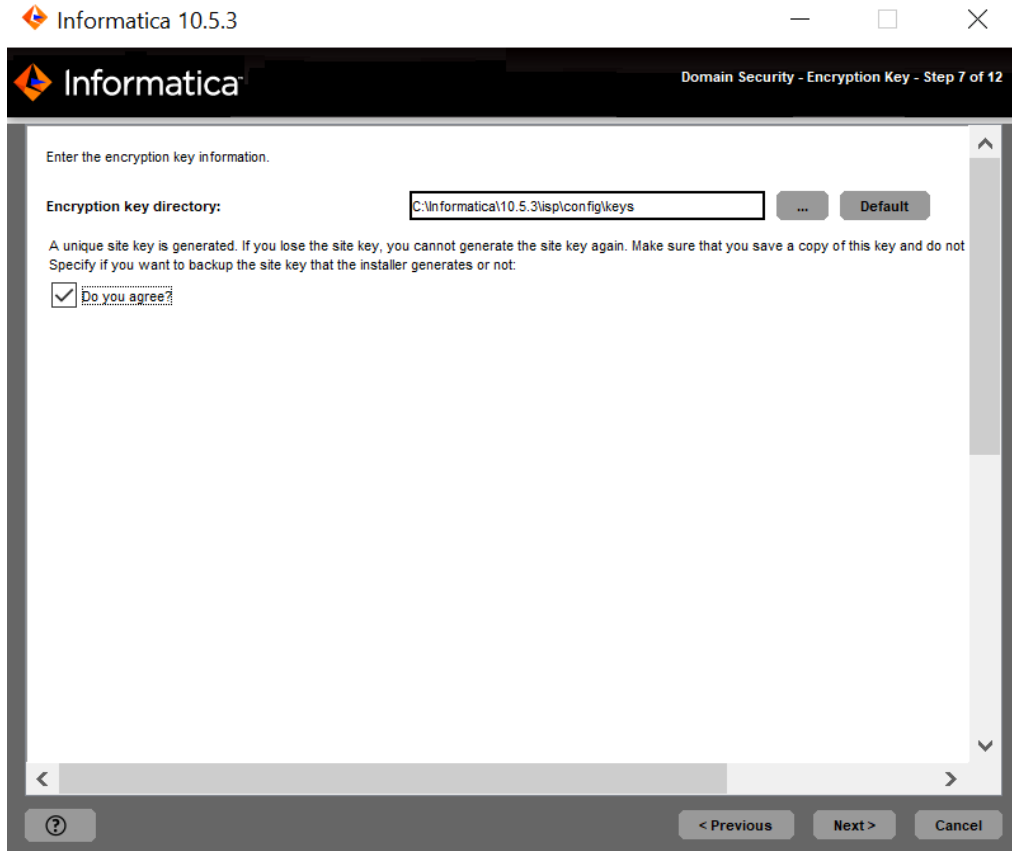 Informatica 10.5.3
Informatica
Domain Security - Encryption Key - Step 7 of 12
Enter the encryption key information.
Encryption key directory:
C:\Informatica\10.5.3\isp\config\keys
...
Default
A unique site key is generated. If you lose the site key, you cannot generate the site key again. Make sure that you save a copy of this key and do not
Specify if you want to backup the site key that the installer generates or not:
Do you agree?
?
< Previous
Next >
Cancel